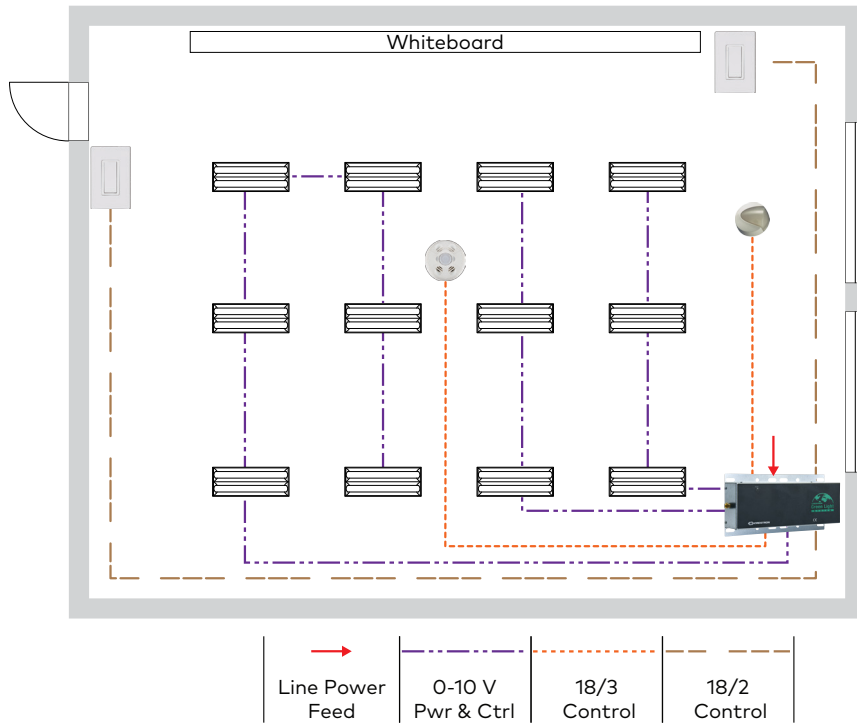 Whiteboard
Line Power
Feed
0-10 V
Pwr & Ctrl
18/3
Control
18/2
Control